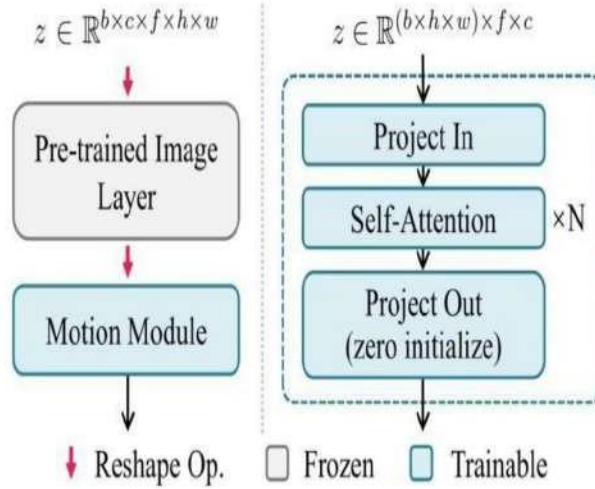 z ∈ ℝ^{b×c×f×h×w}
Pre-trained Image
Layer
Motion Module
z ∈ ℝ^{(b×h×w)×f×c}
Project In
Self-Attention
×N
Project Out
(zero initialize)
Reshape Op.
Frozen
Trainable